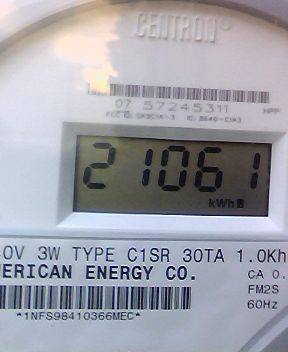 CENTRON®
07 57245311 HPP
21061
kWh
0V 3W TYPE C1SR 30TA 1.0Kh
ERICAN ENERGY CO.
CA 0.
FM2S
60Hz
*1NFS98410366MEC*